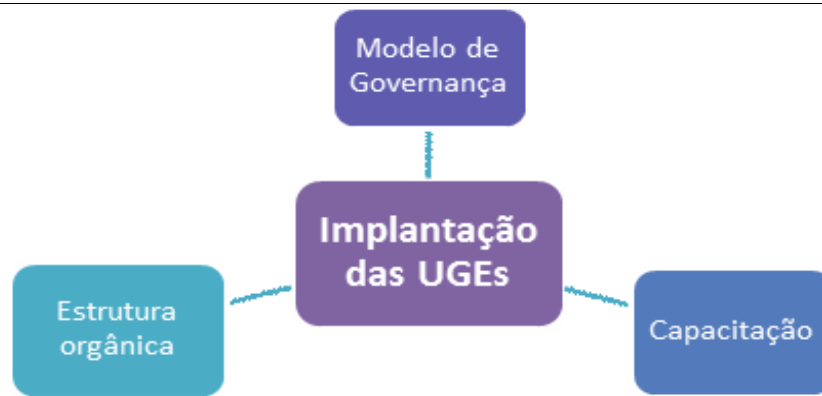 Modelo de
Governança
Implantação
das UGEs
Estrutura
orgânica
Capacitação